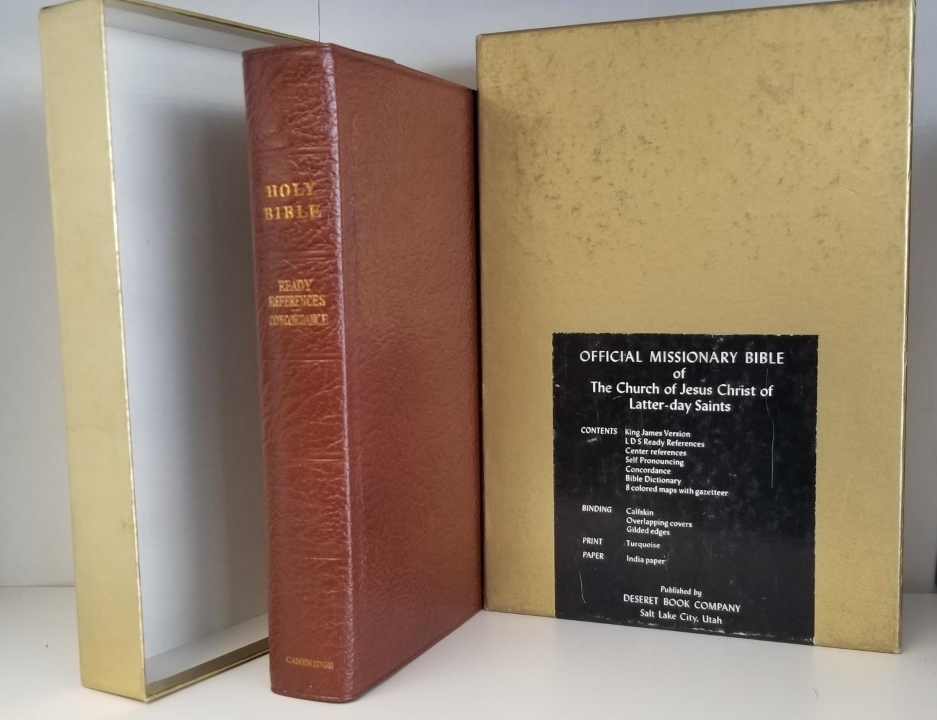 HOLY
BIBLE
READY
REFERENCES
CONCORDANCE
CAMBRIDGE
OFFICIAL MISSIONARY BIBLE
of
The Church of Jesus Christ of
Latter-day Saints
CONTENTS King James Version
L D S Ready References
Center references
Self Pronouncing
Concordance
Bible Dictionary
8 colored maps with gazetteer
BINDING Calfskin
Overlapping covers
Gilded edges
PRINT Turquoise
PAPER India paper
Published by
DESERET BOOK COMPANY
Salt Lake City, Utah